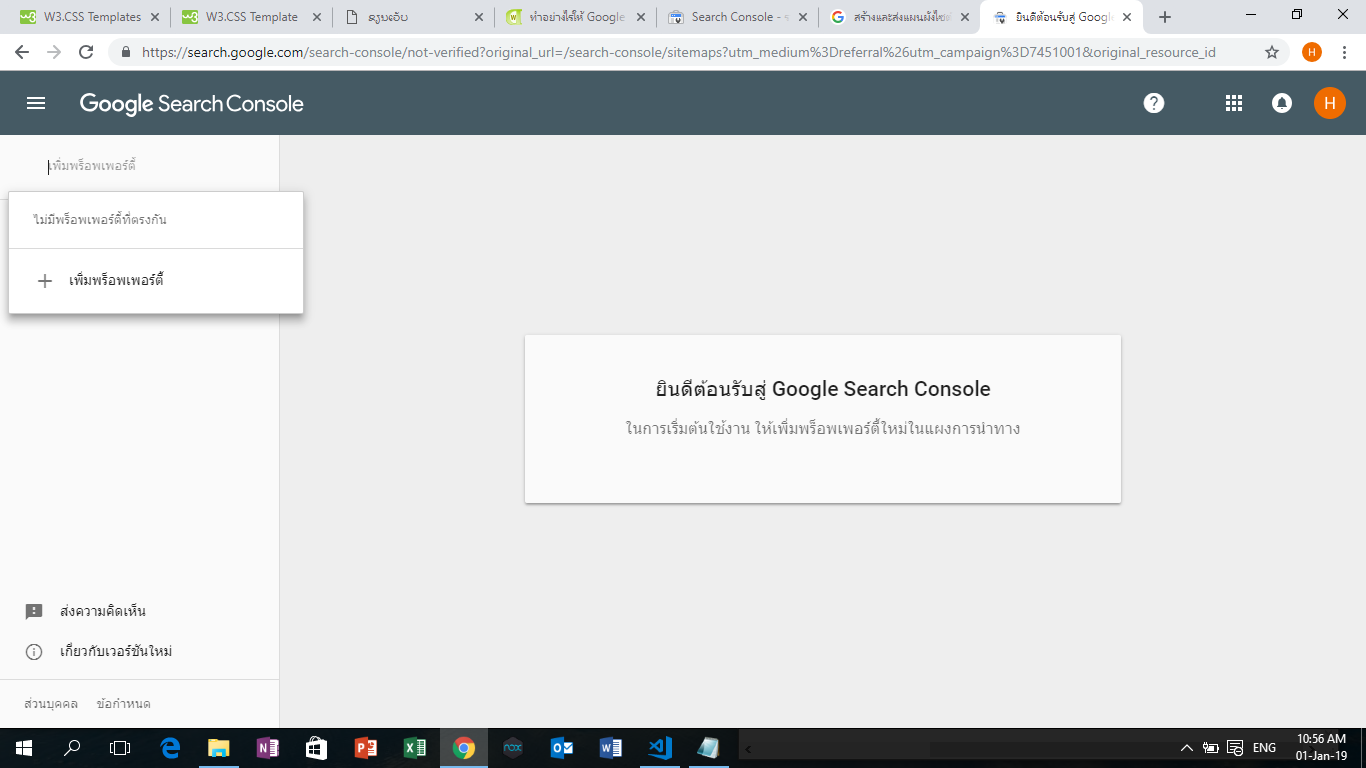 W3.CSS Templates
W3.CSS Template
ຊຽບເອັບ
ทำอย่างไรให้ Google
Search Console - ร
สร้างและส่งแผนผังไซต์
ยินดีต้อนรับสู่ Google
https://search.google.com/search-console/not-verified?original_url=/search-console/sitemaps?utm_medium%3Dreferral%26utm_campaign%3D7451001&original_resource_id
H
Google Search Console
H
เพิ่มพร็อพเพอร์ตี้
ไม่มีพร็อพเพอร์ตี้ที่ตรงกัน
เพิ่มพร็อพเพอร์ตี้
ยินดีต้อนรับสู่ Google Search Console
ในการเริ่มต้นใช้งาน ให้เพิ่มพร็อพเพอร์ตี้ใหม่ในแผงการนำทาง
ส่งความคิดเห็น
เกี่ยวกับเวอร์ชันใหม่
ส่วนบุคคล ข้อกำหนด
ENG
10:56 AM
01-Jan-19